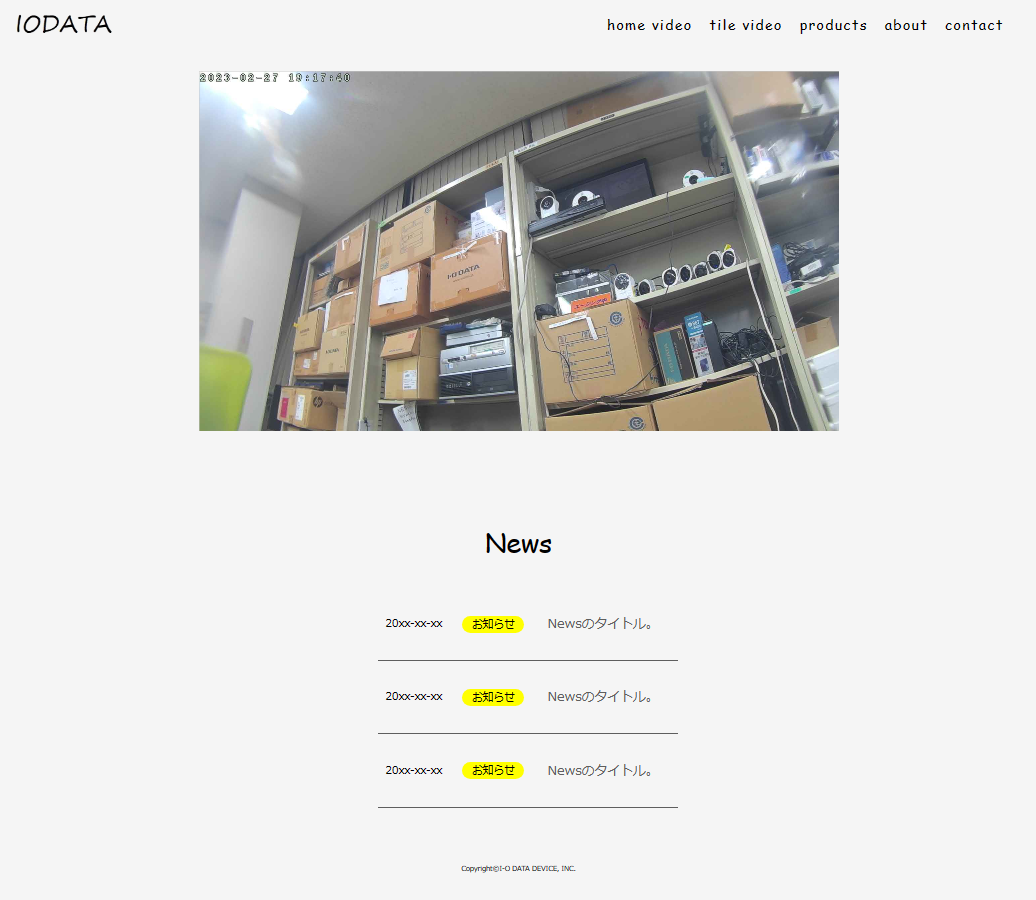 IODATA
home video tile video products about contact
2023-02-27 19:17:40
I-O DATA
News
20xx-xx-xx お知らせ Newsのタイトル。
20xx-xx-xx お知らせ Newsのタイトル。
20xx-xx-xx お知らせ Newsのタイトル。
Copyright©I-O DATA DEVICE, INC.